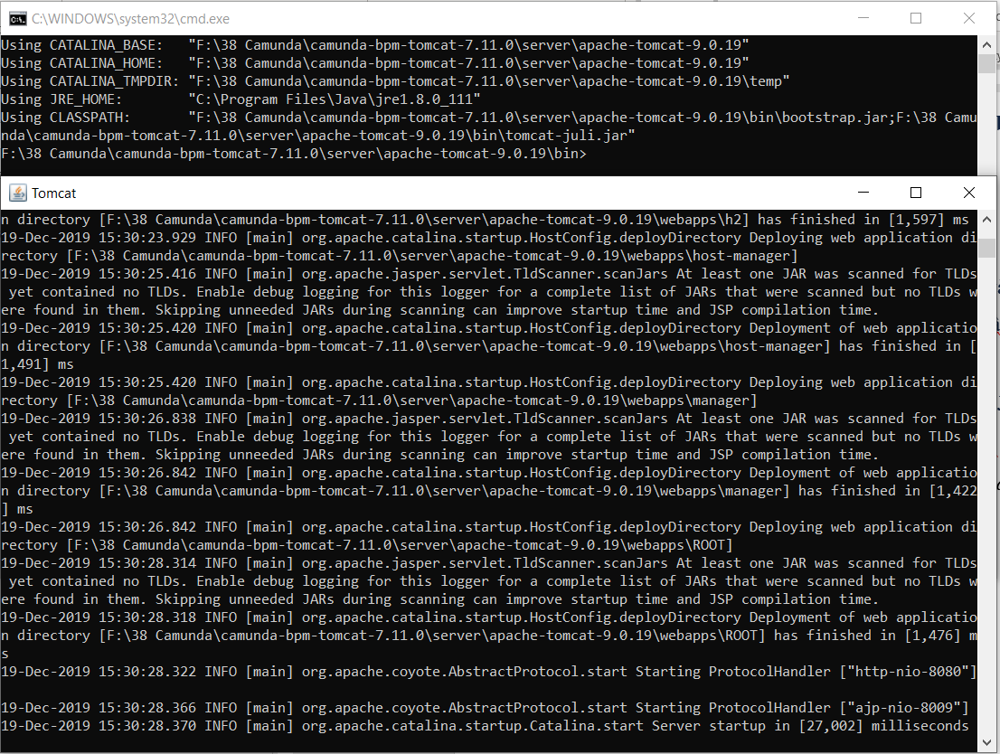 C:\WINDOWS\system32\cmd.exe
Using CATALINA_BASE:   "F:\38 Camunda\camunda-bpm-tomcat-7.11.0\server\apache-tomcat-9.0.19"
Using CATALINA_HOME:   "F:\38 Camunda\camunda-bpm-tomcat-7.11.0\server\apache-tomcat-9.0.19"
Using CATALINA_TMPDIR: "F:\38 Camunda\camunda-bpm-tomcat-7.11.0\server\apache-tomcat-9.0.19\temp"
Using JRE_HOME:        "C:\Program Files\Java\jre1.8.0_111"
Using CLASSPATH:       "F:\38 Camunda\camunda-bpm-tomcat-7.11.0\server\apache-tomcat-9.0.19\bin\bootstrap.jar;F:\38 Camu
nda\camunda-bpm-tomcat-7.11.0\server\apache-tomcat-9.0.19\bin\tomcat-juli.jar"
F:\38 Camunda\camunda-bpm-tomcat-7.11.0\server\apache-tomcat-9.0.19\bin>
Tomcat
n directory [F:\38 Camunda\camunda-bpm-tomcat-7.11.0\server\apache-tomcat-9.0.19\webapps\h2] has finished in [1,597] ms
19-Dec-2019 15:30:23.929 INFO [main] org.apache.catalina.startup.HostConfig.deployDirectory Deploying web application di
rectory [F:\38 Camunda\camunda-bpm-tomcat-7.11.0\server\apache-tomcat-9.0.19\webapps\host-manager]
19-Dec-2019 15:30:25.416 INFO [main] org.apache.jasper.servlet.TldScanner.scanJars At least one JAR was scanned for TLDs
 yet contained no TLDs. Enable debug logging for this logger for a complete list of JARs that were scanned but no TLDs w
ere found in them. Skipping unneeded JARs during scanning can improve startup time and JSP compilation time.
19-Dec-2019 15:30:25.420 INFO [main] org.apache.catalina.startup.HostConfig.deployDirectory Deployment of web applicatio
n directory [F:\38 Camunda\camunda-bpm-tomcat-7.11.0\server\apache-tomcat-9.0.19\webapps\host-manager] has finished in [
1,491] ms
19-Dec-2019 15:30:25.420 INFO [main] org.apache.catalina.startup.HostConfig.deployDirectory Deploying web application di
rectory [F:\38 Camunda\camunda-bpm-tomcat-7.11.0\server\apache-tomcat-9.0.19\webapps\manager]
19-Dec-2019 15:30:26.838 INFO [main] org.apache.jasper.servlet.TldScanner.scanJars At least one JAR was scanned for TLDs
 yet contained no TLDs. Enable debug logging for this logger for a complete list of JARs that were scanned but no TLDs w
ere found in them. Skipping unneeded JARs during scanning can improve startup time and JSP compilation time.
19-Dec-2019 15:30:26.842 INFO [main] org.apache.catalina.startup.HostConfig.deployDirectory Deployment of web applicatio
n directory [F:\38 Camunda\camunda-bpm-tomcat-7.11.0\server\apache-tomcat-9.0.19\webapps\manager] has finished in [1,422
] ms
19-Dec-2019 15:30:26.842 INFO [main] org.apache.catalina.startup.HostConfig.deployDirectory Deploying web application di
rectory [F:\38 Camunda\camunda-bpm-tomcat-7.11.0\server\apache-tomcat-9.0.19\webapps\ROOT]
19-Dec-2019 15:30:28.314 INFO [main] org.apache.jasper.servlet.TldScanner.scanJars At least one JAR was scanned for TLDs
 yet contained no TLDs. Enable debug logging for this logger for a complete list of JARs that were scanned but no TLDs w
ere found in them. Skipping unneeded JARs during scanning can improve startup time and JSP compilation time.
19-Dec-2019 15:30:28.318 INFO [main] org.apache.catalina.startup.HostConfig.deployDirectory Deployment of web applicatio
n directory [F:\38 Camunda\camunda-bpm-tomcat-7.11.0\server\apache-tomcat-9.0.19\webapps\ROOT] has finished in [1,476] m
s
19-Dec-2019 15:30:28.322 INFO [main] org.apache.coyote.AbstractProtocol.start Starting ProtocolHandler ["http-nio-8080"]
19-Dec-2019 15:30:28.366 INFO [main] org.apache.coyote.AbstractProtocol.start Starting ProtocolHandler ["ajp-nio-8009"]
19-Dec-2019 15:30:28.370 INFO [main] org.apache.catalina.startup.Catalina.start Server startup in [27,002] milliseconds